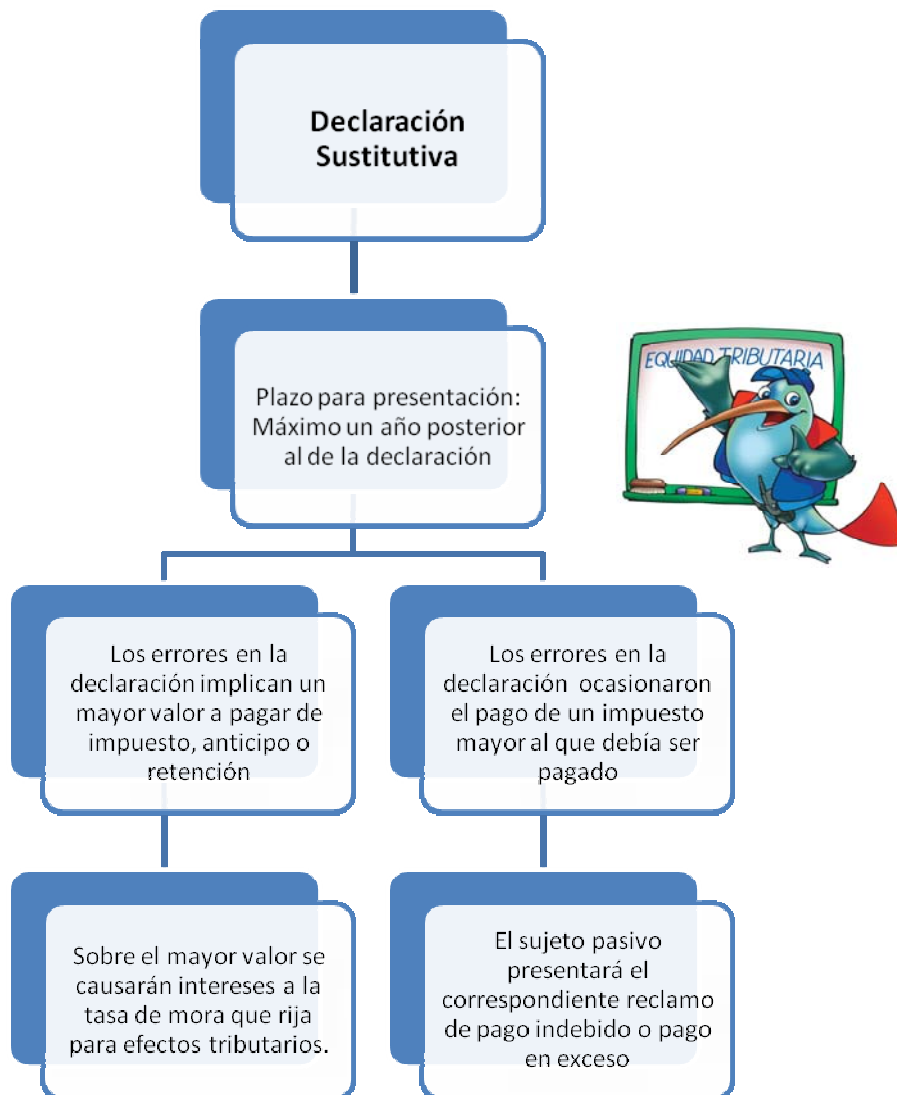 Declaración
Sustitutiva
Plazo para presentación:
Máximo un año posterior
al de la declaración
EQUIDAD TRIBUTARIA
Los errores en la
declaración implican un
mayor valor a pagar de
impuesto, anticipo o
retención
Los errores en la
declaración ocasionaron
el pago de un impuesto
mayor al que debía ser
pagado
Sobre el mayor valor se
causarán intereses a la
tasa de mora que rija
para efectos tributarios.
El sujeto pasivo
presentará el
correspondiente reclamo
de pago indebido o pago
en exceso